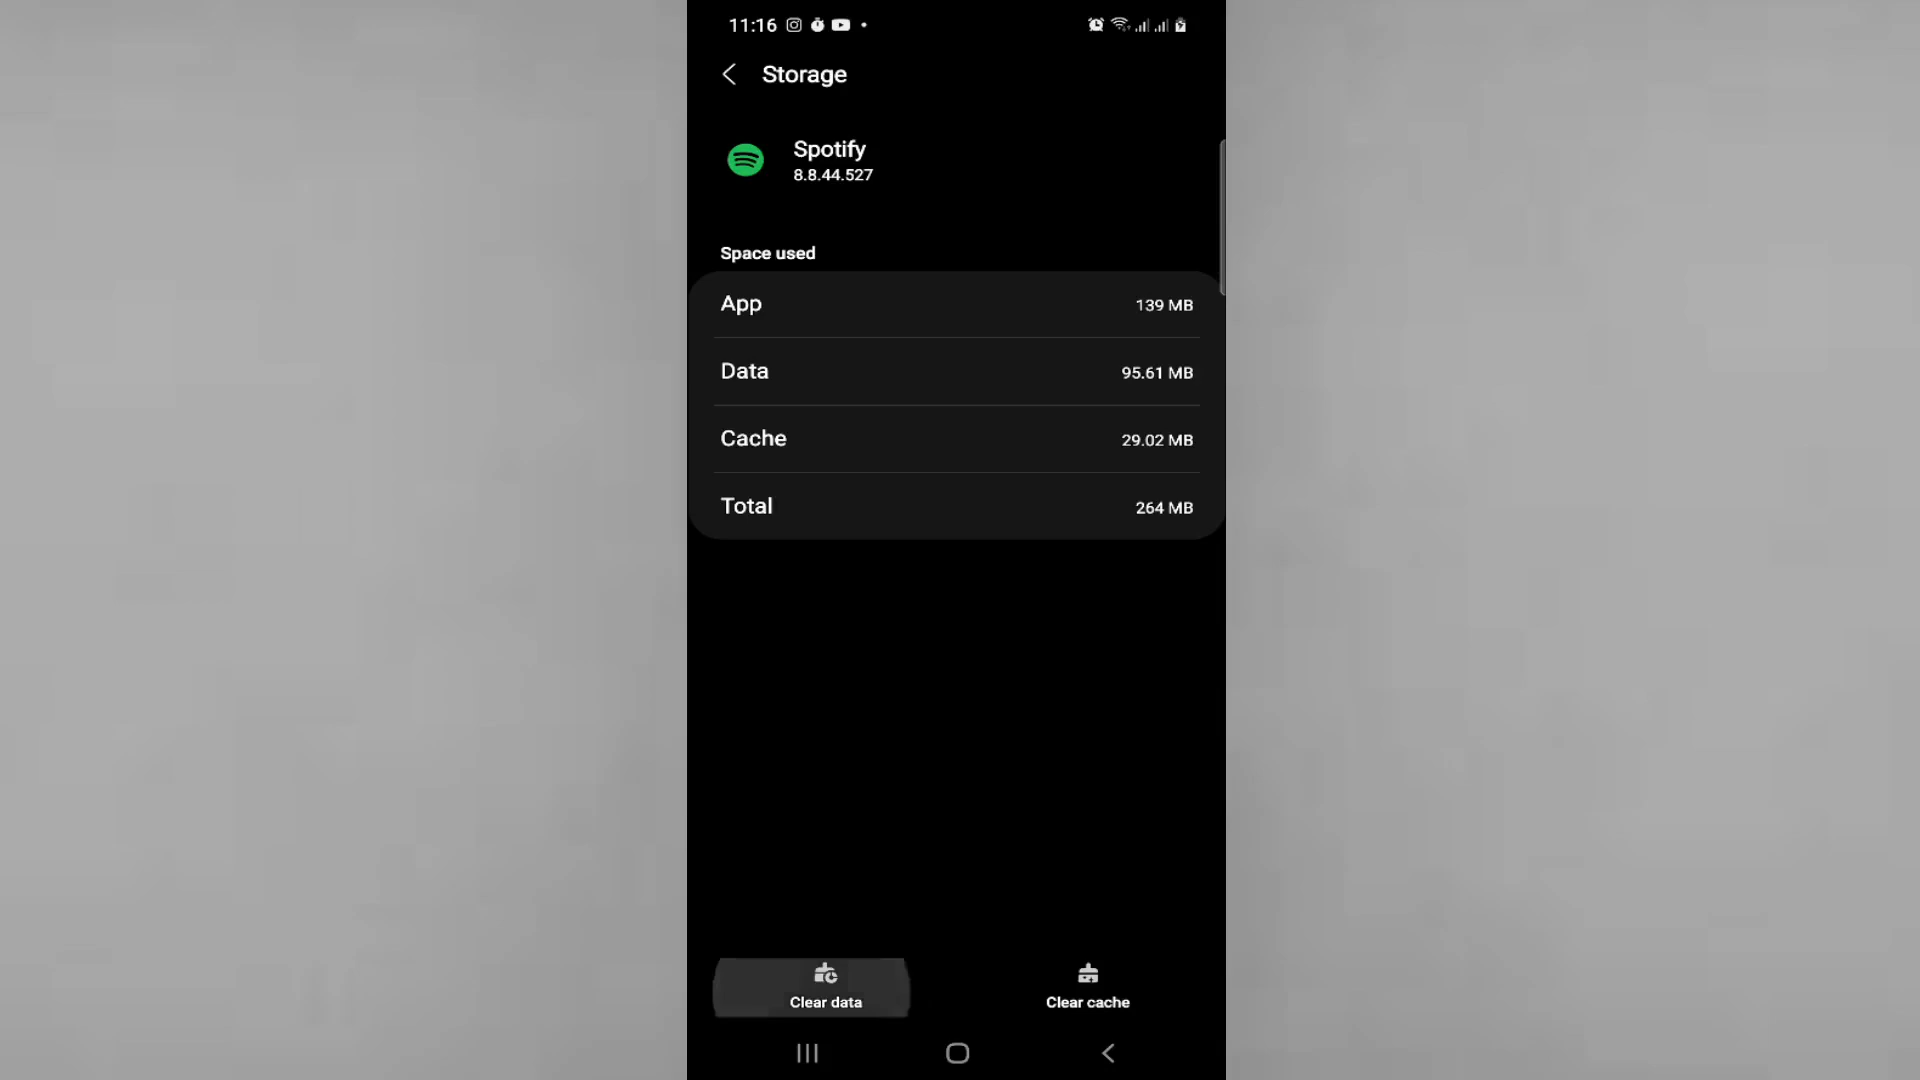 11:16
Storage
Spotify
8.8.44.527
Space used
App 139 MB
Data 95.61 MB
Cache 29.02 MB
Total 264 MB
Clear data Clear cache